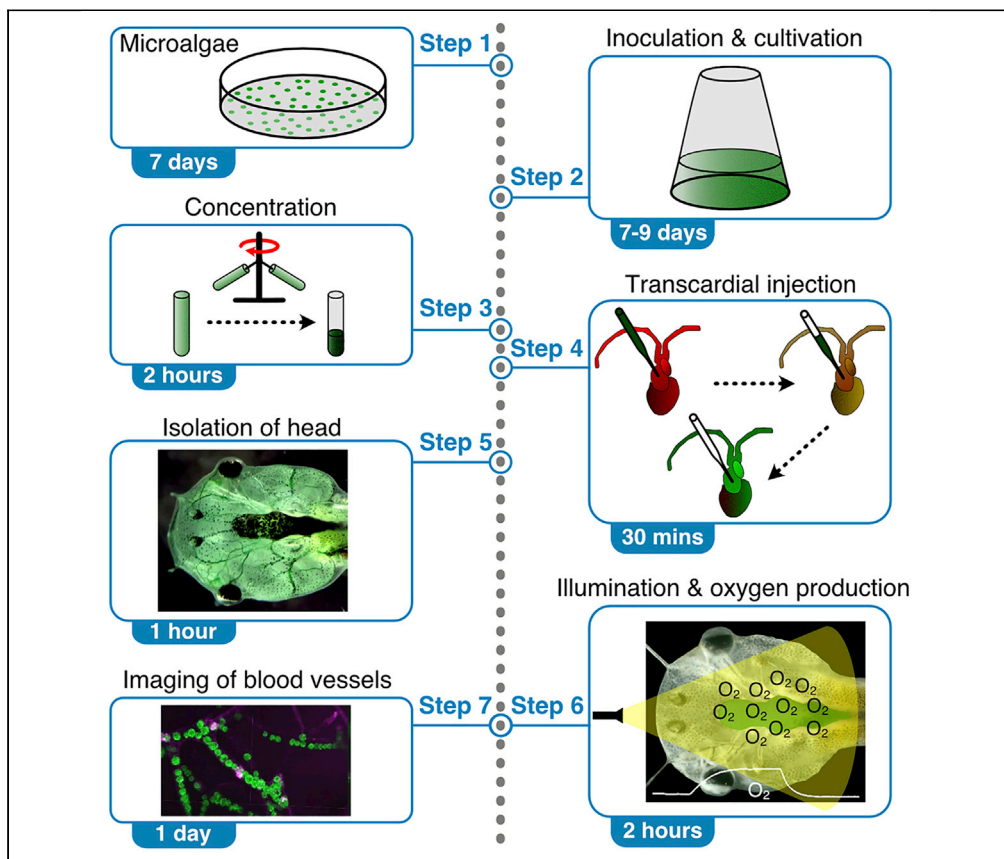 Microalgae
Step 1
7 days
Inoculation & cultivation
Step 2
7-9 days
Concentration
Step 3
2 hours
Transcardial injection
Step 4
30 mins
Isolation of head
Step 5
1 hour
Illumination & oxygen production
Step 6
O₂ O₂ O₂ O₂
O₂ O₂ O₂ O₂
O₂ O₂ O₂
O₂
2 hours
Imaging of blood vessels
Step 7
1 day